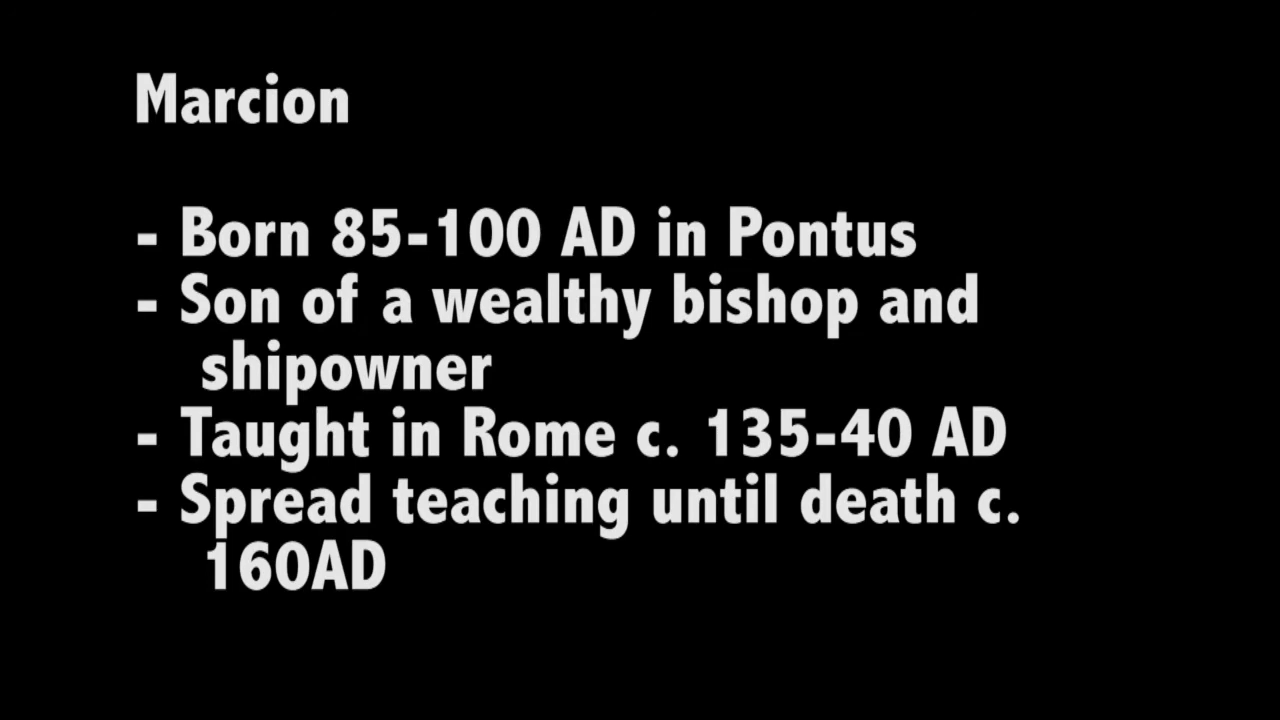 Marcion
- Born 85-100 AD in Pontus
- Son of a wealthy bishop and
shipowner
- Taught in Rome c. 135-40 AD
- Spread teaching until death c.
160AD